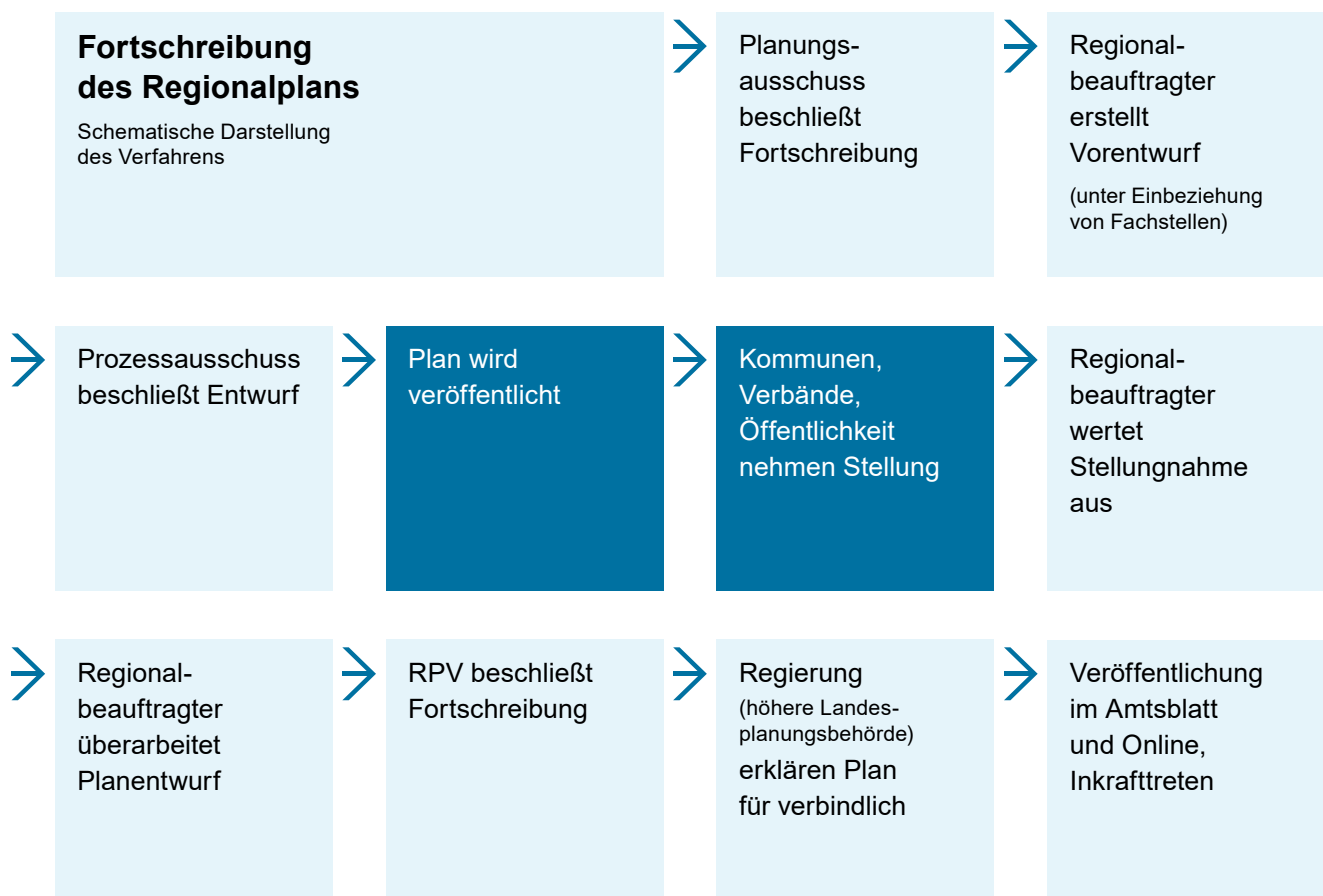 Fortschreibung
des Regionalplans
Schematische Darstellung
des Verfahrens
Planungs-
ausschuss
beschließt
Fortschreibung
Regional-
beauftragter
erstellt
Vorentwurf
(unter Einbeziehung
von Fachstellen)
Prozessausschuss
beschließt Entwurf
Plan wird
veröffentlicht
Kommunen,
Verbände,
Öffentlichkeit
nehmen Stellung
Regional-
beauftragter
wertet
Stellungnahme
aus
Regional-
beauftragter
überarbeitet
Planentwurf
RPV beschließt
Fortschreibung
Regierung
(höhere Landes-
planungsbehörde)
erklären Plan
für verbindlich
Veröffentlichung
im Amtsblatt
und Online,
Inkrafttreten